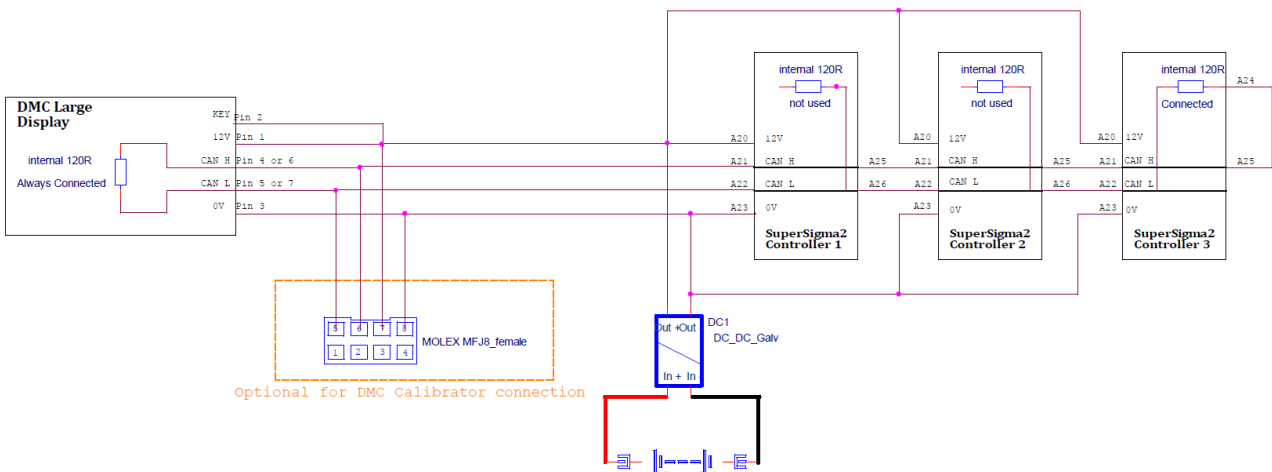 DMC Large
Display
internal 120R
Always Connected
KEY Pin 2
12V Pin 1
CAN H Pin 4 or 6
CAN L Pin 5 or 7
0V Pin 3
internal 120R
not used
A20 12V
A21 CAN H A25
A22 CAN L A26
A23 0V
SuperSigma2
Controller 1
internal 120R
not used
A20 12V
A21 CAN H A25
A22 CAN L A26
A23 0V
SuperSigma2
Controller 2
internal 120R
Connected
A24
A20 12V
A21 CAN H A25
A22 CAN L
A23 0V
SuperSigma2
Controller 3
5 6 7 8
1 2 3 4
MOLEX MFJ8_female
Optional for DMC Calibrator connection
Out + Out -
DC1
DC_DC_Galv
In + In -